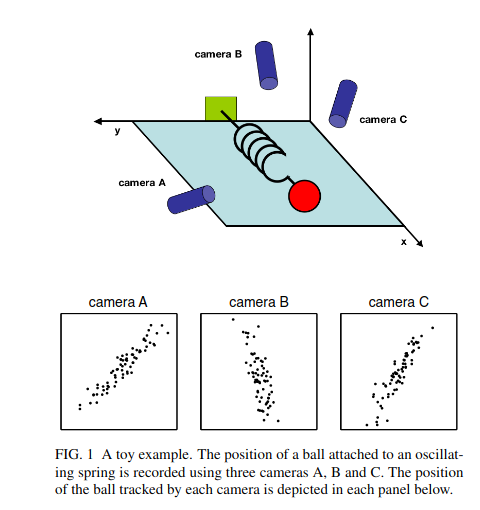 camera B
camera C
y
camera A
x
camera A
camera B
camera C
FIG. 1 A toy example. The position of a ball attached to an oscillat-
ing spring is recorded using three cameras A, B and C. The position
of the ball tracked by each camera is depicted in each panel below.